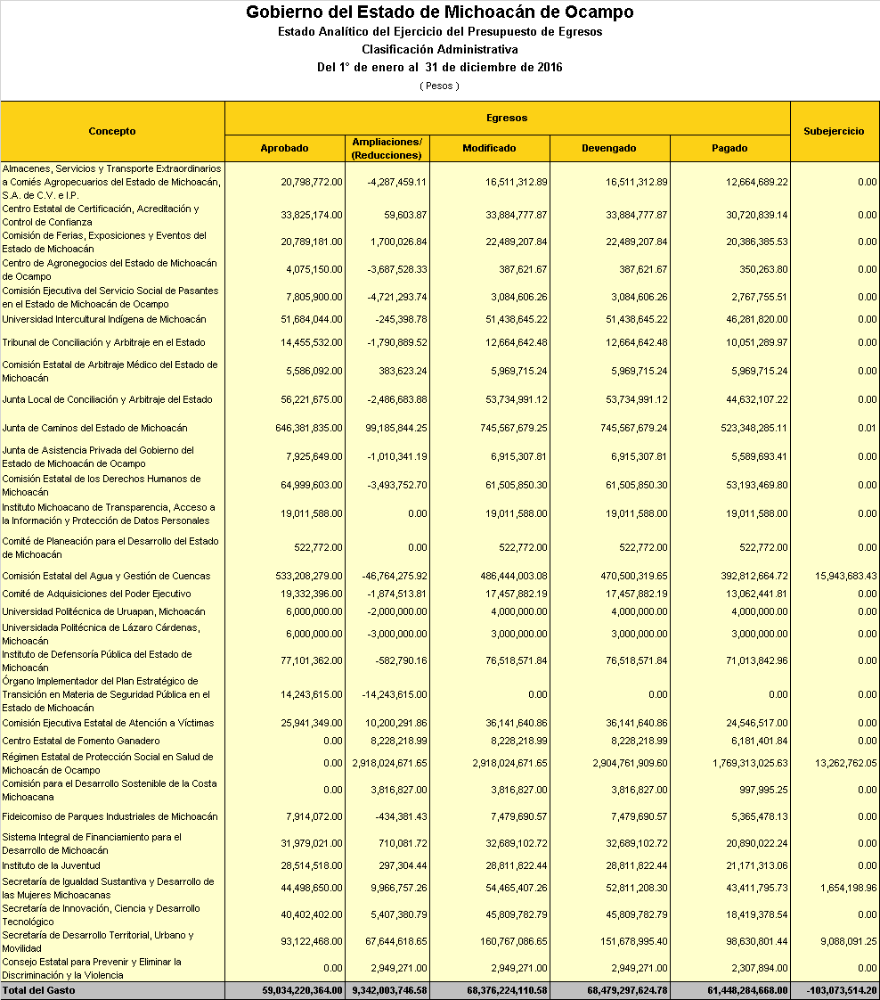 Gobierno del Estado de Michoacán de Ocampo
Estado Analítico del Ejercicio del Presupuesto de Egresos
Clasificación Administrativa
Del 1° de enero al 31 de diciembre de 2016
( Pesos )
Concepto Egresos Subejercicio
Aprobado Ampliaciones/ (Reducciones) Modificado Devengado Pagado
Almacenes, Servicios y Transporte Extraordinarios
a Comiés Agropecuarios del Estado de Michoacán, 20,798,772.00 -4,287,459.11 16,511,312.89 16,511,312.89 12,664,689.22 0.00
S.A. de C.V. e I.P.
Centro Estatal de Certificación, Acreditación y
Control de Confianza 33,825,174.00 59,603.87 33,884,777.87 33,884,777.87 30,720,839.14 0.00
Comisión de Ferias, Exposiciones y Eventos del
Estado de Michoacán 20,789,181.00 1,700,026.84 22,489,207.84 22,489,207.84 20,386,385.53 0.00
Centro de Agronegocios del Estado de Michoacán
de Ocampo 4,075,150.00 -3,687,528.33 387,621.67 387,621.67 350,263.80 0.00
Comisión Ejecutiva del Servicio Social de Pasantes
en el Estado de Michoacán de Ocampo 7,805,900.00 -4,721,293.74 3,084,606.26 3,084,606.26 2,767,755.51 0.00
Universidad Intercultural Indígena de Michoacán 51,684,044.00 -245,398.78 51,438,645.22 51,438,645.22 46,281,820.00 0.00
Tribunal de Conciliación y Arbitraje en el Estado 14,455,532.00 -1,790,889.52 12,664,642.48 12,664,642.48 10,051,289.97 0.00
Comisión Estatal de Arbitraje Médico del Estado de
Michoacán 5,586,092.00 383,623.24 5,969,715.24 5,969,715.24 5,969,715.24 0.00
Junta Local de Conciliación y Arbitraje del Estado 56,221,675.00 -2,486,683.88 53,734,991.12 53,734,991.12 44,632,107.22 0.00
Junta de Caminos del Estado de Michoacán 646,381,835.00 99,185,844.25 745,567,679.25 745,567,679.24 523,348,285.11 0.01
Junta de Asistencia Privada del Gobierno del
Estado de Michoacán de Ocampo 7,925,649.00 -1,010,341.19 6,915,307.81 6,915,307.81 5,589,693.41 0.00
Comisión Estatal de los Derechos Humanos de
Michoacán 64,999,603.00 -3,493,752.70 61,505,850.30 61,505,850.30 53,193,469.80 0.00
Instituto Michoacano de Transparencia, Acceso a
la Información y Protección de Datos Personales 19,011,588.00 0.00 19,011,588.00 19,011,588.00 19,011,588.00 0.00
Comité de Planeación para el Desarrollo del Estado
de Michoacán 522,772.00 0.00 522,772.00 522,772.00 522,772.00 0.00
Comisión Estatal del Agua y Gestión de Cuencas 533,208,279.00 -46,764,275.92 486,444,003.08 470,500,319.65 392,812,664.72 15,943,683.43
Comité de Adquisiciones del Poder Ejecutivo 19,332,396.00 -1,874,513.81 17,457,882.19 17,457,882.19 13,062,441.81 0.00
Universidad Politécnica de Uruapan, Michoacán 6,000,000.00 -2,000,000.00 4,000,000.00 4,000,000.00 4,000,000.00 0.00
Universidada Politécnica de Lázaro Cárdenas,
Michoacán 6,000,000.00 -3,000,000.00 3,000,000.00 3,000,000.00 3,000,000.00 0.00
Instituto de Defensoría Pública del Estado de
Michoacán 77,101,362.00 -582,790.16 76,518,571.84 76,518,571.84 71,013,842.96 0.00
Órgano Implementador del Plan Estratégico de
Transición en Materia de Seguridad Pública en el 14,243,615.00 -14,243,615.00 0.00 0.00 0.00 0.00
Estado de Michoacán
Comisión Ejecutiva Estatal de Atención a Víctimas 25,941,349.00 10,200,291.86 36,141,640.86 36,141,640.86 24,546,517.00 0.00
Centro Estatal de Fomento Ganadero 0.00 8,228,218.99 8,228,218.99 8,228,218.99 6,181,401.84 0.00
Régimen Estatal de Protección Social en Salud de
Michoacán de Ocampo 0.00 2,918,024,671.65 2,918,024,671.65 2,904,761,909.60 1,769,313,025.63 13,262,762.05
Comisión para el Desarrollo Sostenible de la Costa
Michoacana 0.00 3,816,827.00 3,816,827.00 3,816,827.00 997,995.25 0.00
Fideicomiso de Parques Industriales de Michoacán 7,914,072.00 -434,381.43 7,479,690.57 7,479,690.57 5,365,478.13 0.00
Sistema Integral de Financiamiento para el
Desarrollo de Michoacán 31,979,021.00 710,081.72 32,689,102.72 32,689,102.72 20,890,022.24 0.00
Instituto de la Juventud 28,514,518.00 297,304.44 28,811,822.44 28,811,822.44 21,171,313.06 0.00
Secretaría de Igualdad Sustantiva y Desarrollo de
las Mujeres Michoacanas 44,498,650.00 9,966,757.26 54,465,407.26 52,811,208.30 43,411,795.73 1,654,198.96
Secretaría de Innovación, Ciencia y Desarrollo
Tecnológico 40,402,402.00 5,407,380.79 45,809,782.79 45,809,782.79 18,419,378.54 0.00
Secretaría de Desarrollo Territorial, Urbano y
Movilidad 93,122,468.00 67,644,618.65 160,767,086.65 151,678,995.40 98,630,801.44 9,088,091.25
Consejo Estatal para Prevenir y Eliminar la
Discriminación y la Violencia 0.00 2,949,271.00 2,949,271.00 2,949,271.00 2,307,894.00 0.00
Total del Gasto 59,034,220,364.00 9,342,003,746.58 68,376,224,110.58 68,479,297,624.78 61,448,284,668.00 -103,073,514.20